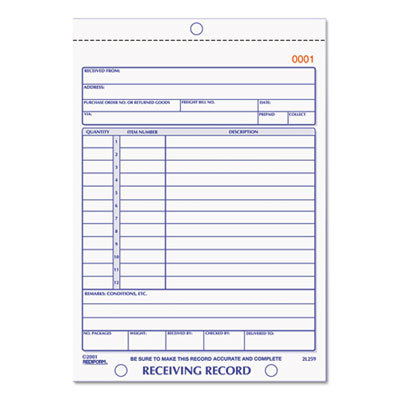 0001
RECEIVED FROM:
ADDRESS:
PURCHASE ORDER NO. OR RETURNED GOODS FREIGHT BILL NO. DATE:
VIA: PREPAID COLLECT
QUANTITY ITEM NUMBER DESCRIPTION
1
2
3
4
5
6
7
8
9
10
11
12
REMARKS: CONDITIONS, ETC.
NO. PACKAGES WEIGHT: RECEIVED BY: CHECKED BY: DELIVERED TO:
©2001
REDIFORM. BE SURE TO MAKE THIS RECORD ACCURATE AND COMPLETE 2L259
RECEIVING RECORD